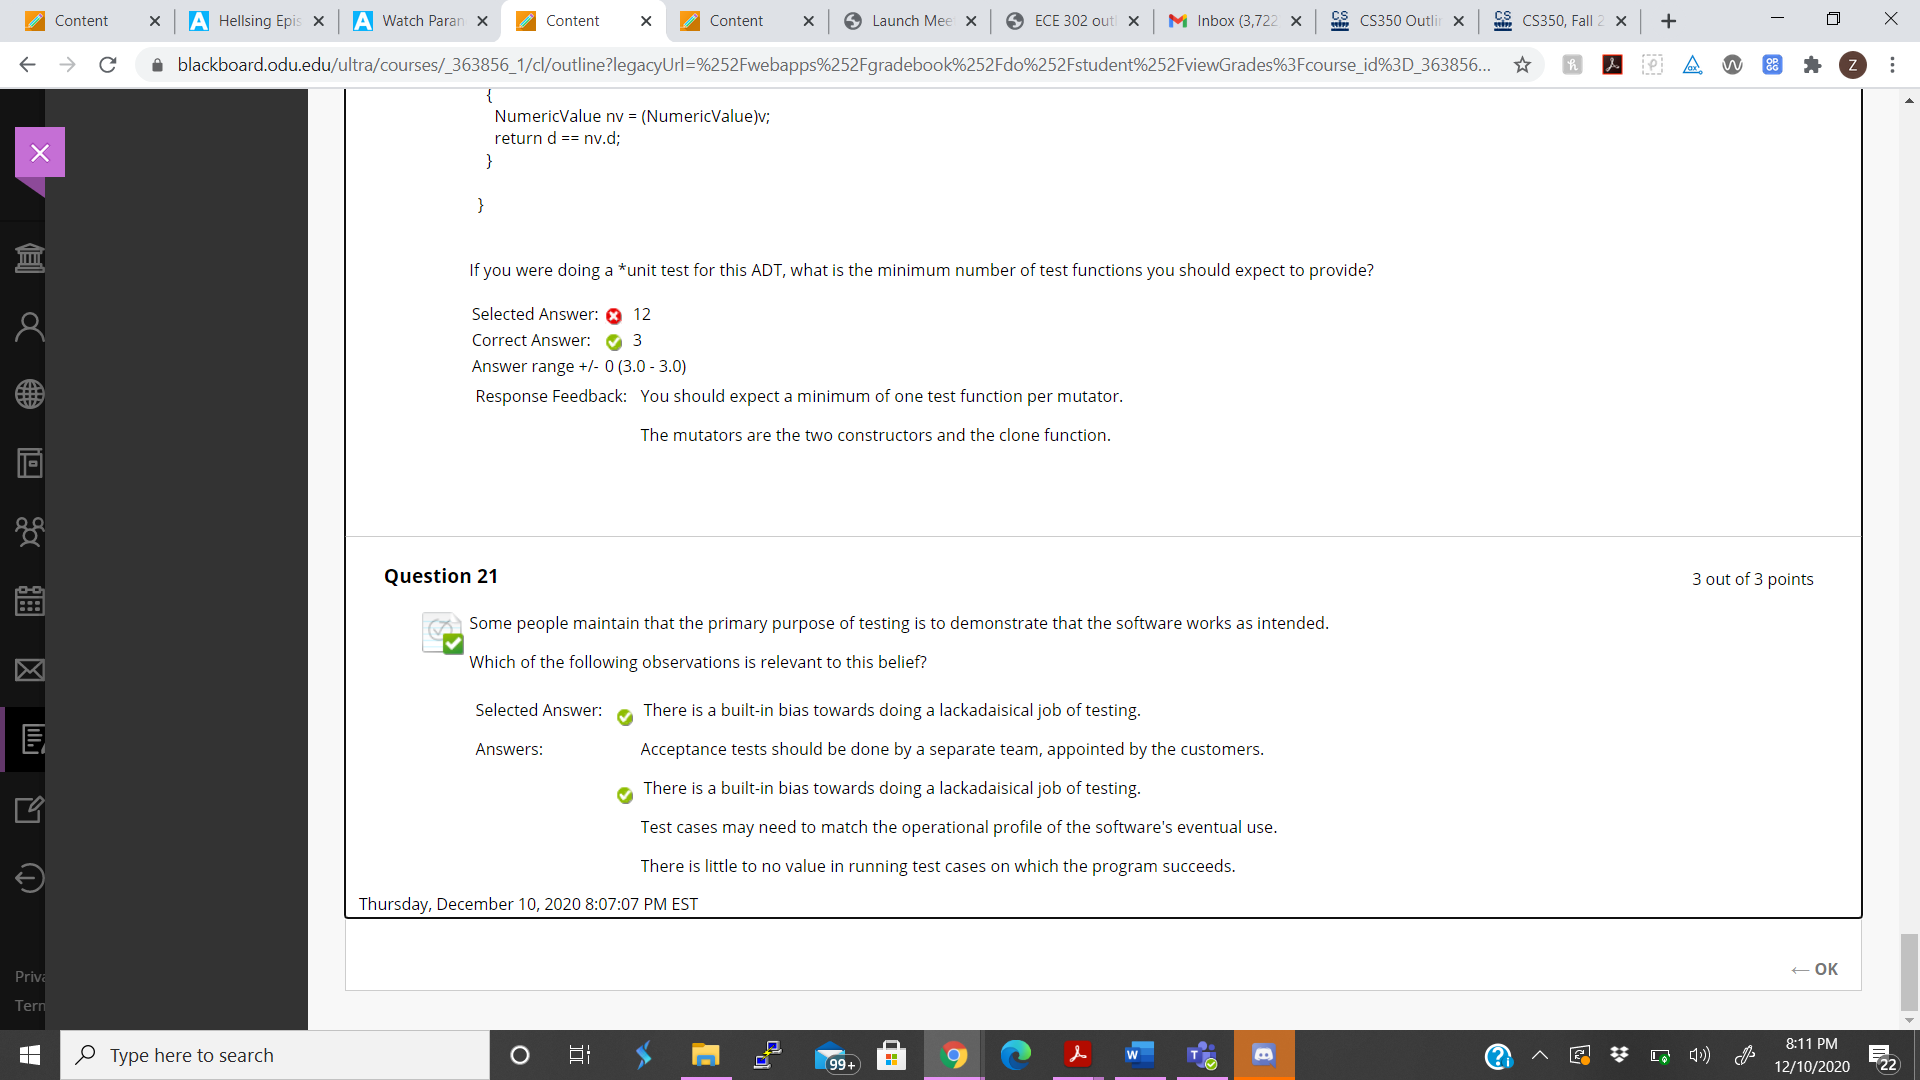 Content
Hellsing Epis
Watch Paran
Content
Content
Launch Mee
ECE 302 outl
Inbox (3,722
CS350 Outlin
CS350, Fall 2
blackboard.odu.edu/ultra/courses/_363856_1/cl/outline?legacyUrl=%252Fwebapps%252Fgradebook%252Fdo%252Fstudent%252FviewGrades%3Fcourse_id%3D_363856...
Z
{
NumericValue nv = (NumericValue)v;
return d == nv.d;
}
}
If you were doing a *unit test for this ADT, what is the minimum number of test functions you should expect to provide?
Selected Answer: 12
Correct Answer: 3
Answer range +/- 0 (3.0 - 3.0)
Response Feedback: You should expect a minimum of one test function per mutator.
The mutators are the two constructors and the clone function.
Question 21
3 out of 3 points
Some people maintain that the primary purpose of testing is to demonstrate that the software works as intended.
Which of the following observations is relevant to this belief?
Selected Answer: There is a built-in bias towards doing a lackadaisical job of testing.
Answers: Acceptance tests should be done by a separate team, appointed by the customers.
There is a built-in bias towards doing a lackadaisical job of testing.
Test cases may need to match the operational profile of the software's eventual use.
There is little to no value in running test cases on which the program succeeds.
Thursday, December 10, 2020 8:07:07 PM EST
← OK
Priva
Term
Type here to search
99+
8:11 PM
12/10/2020
22